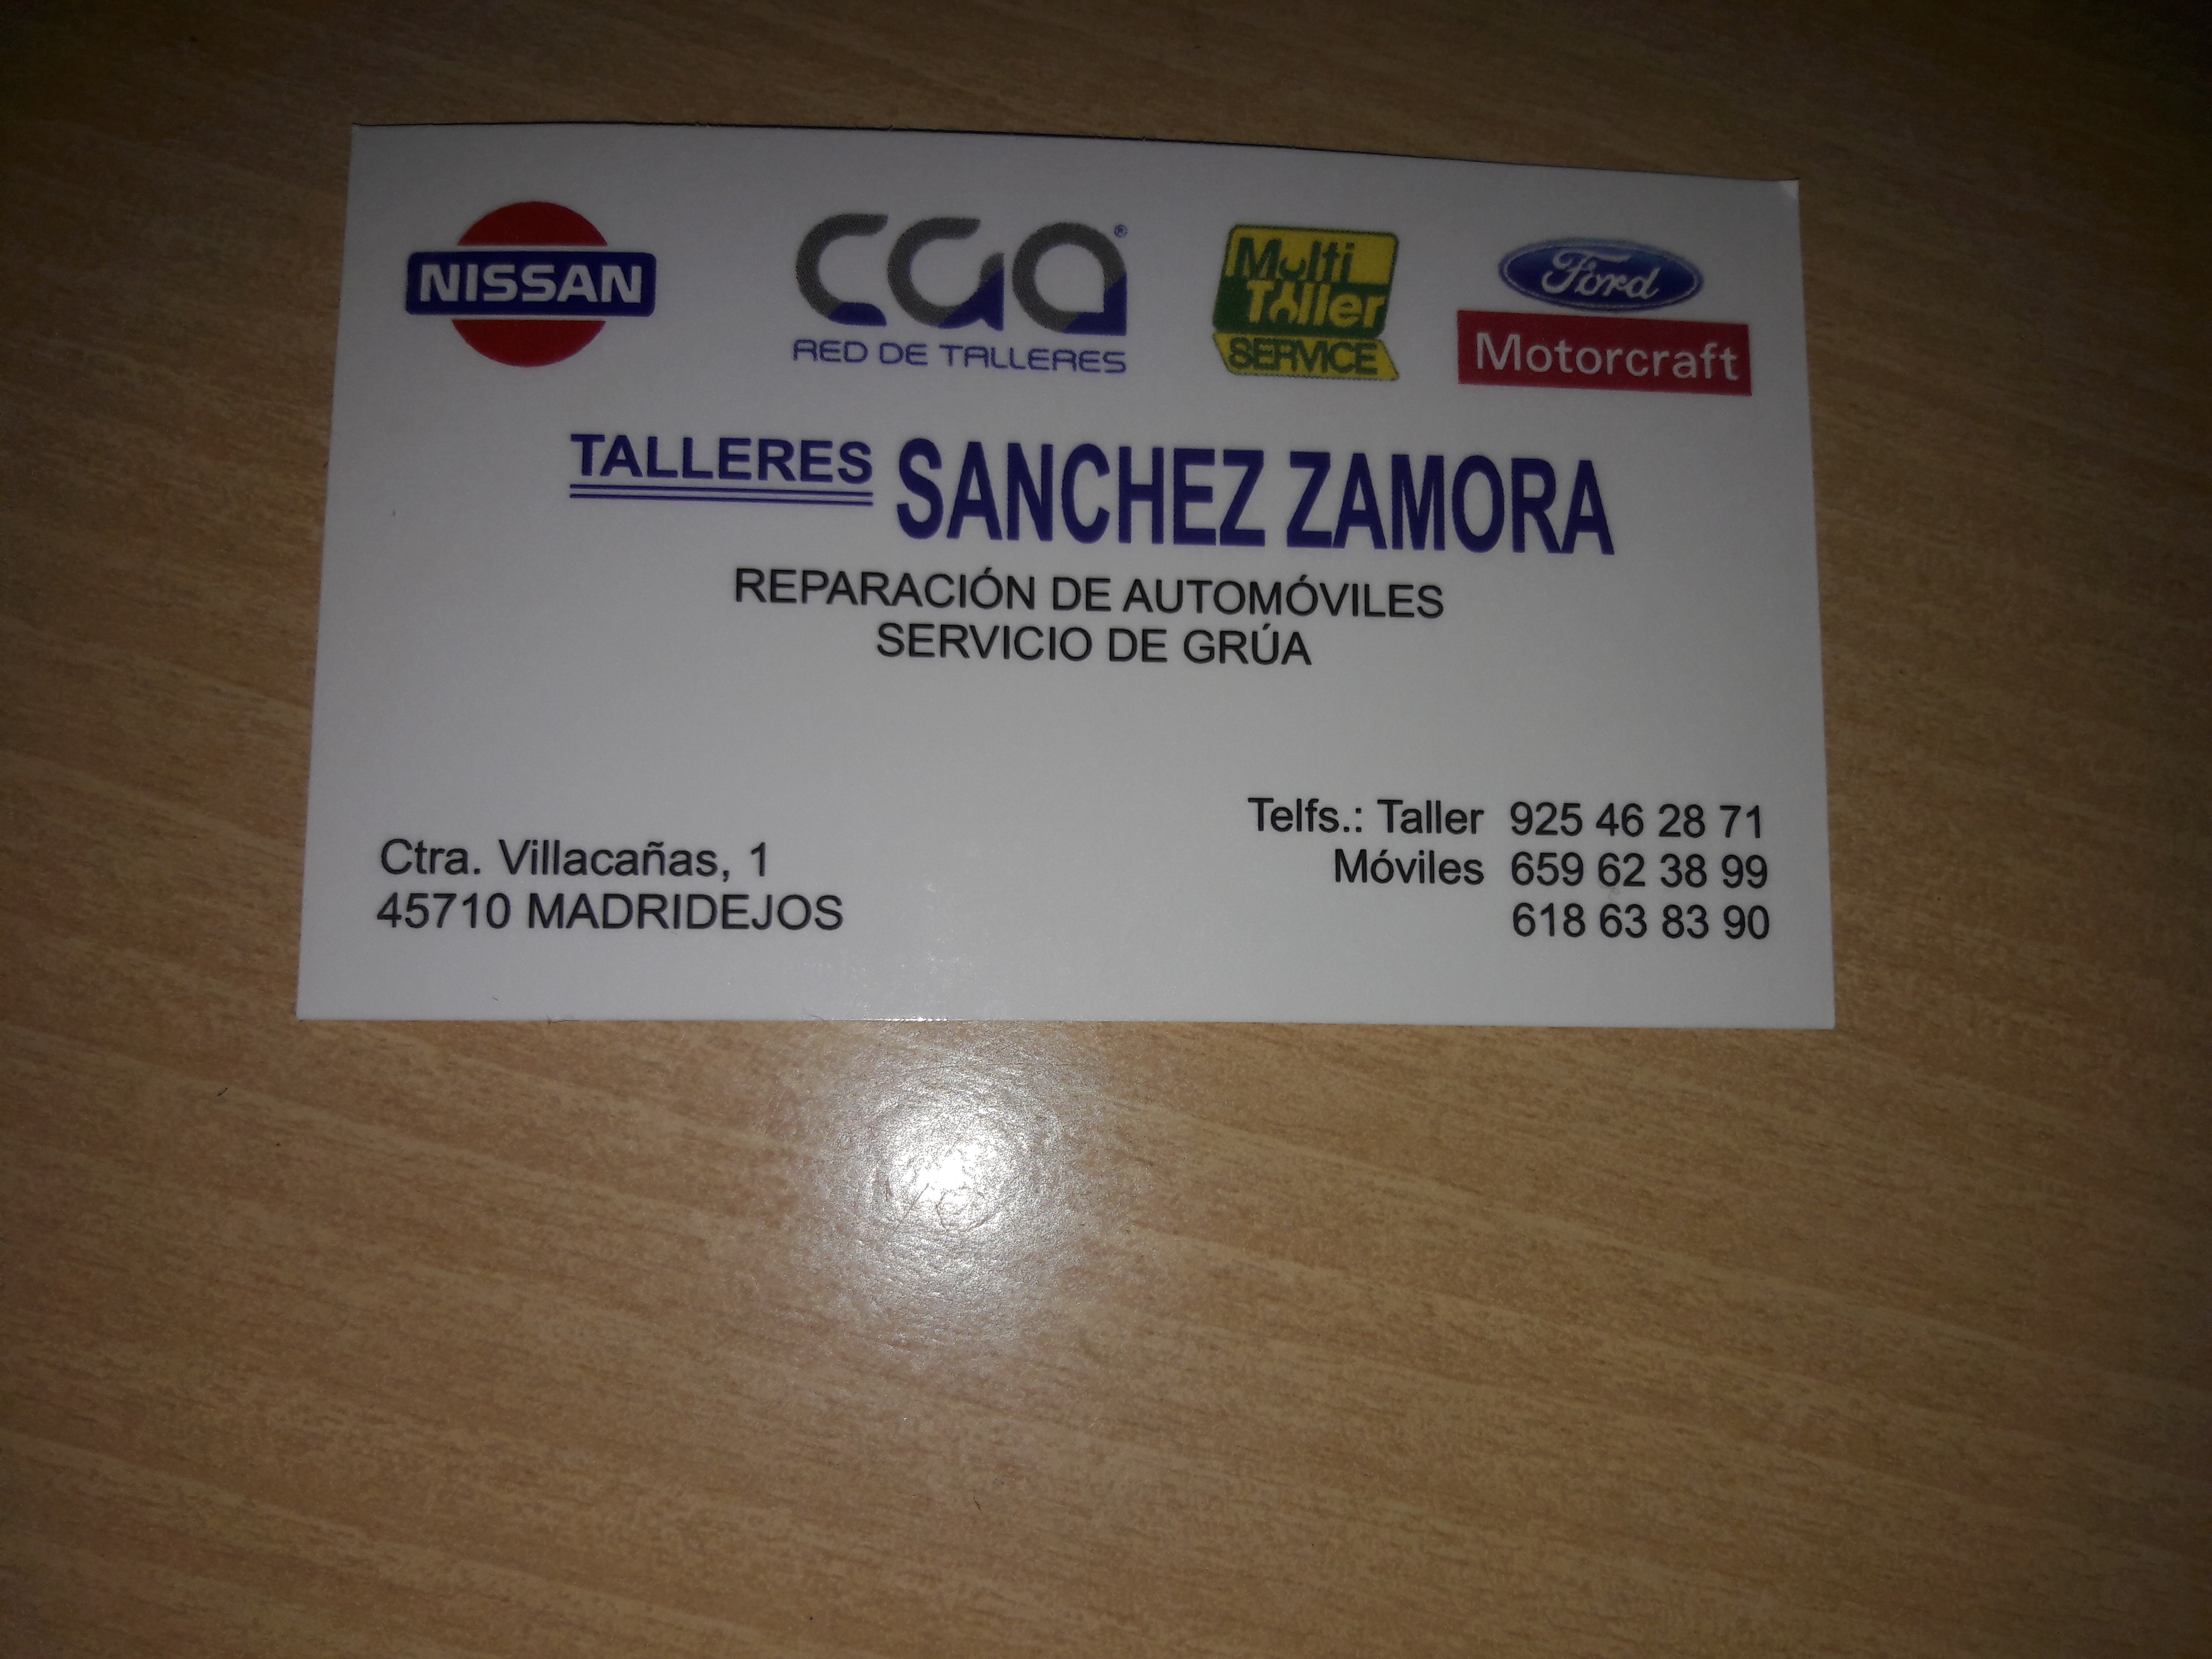 NISSAN
CGA®
RED DE TALLERES
Multi
Taller
SERVICE
Ford
Motorcraft
TALLERES SANCHEZ ZAMORA
REPARACIÓN DE AUTOMÓVILES
SERVICIO DE GRÚA
Ctra. Villacañas, 1
45710 MADRIDEJOS
Telfs.: Taller 925 46 28 71
Móviles 659 62 38 99
618 63 83 90